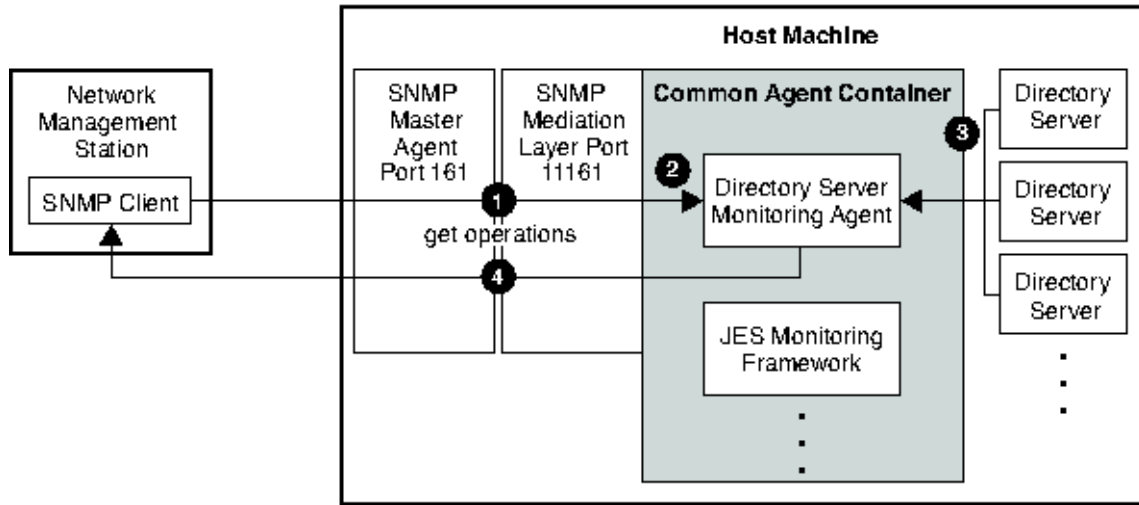 Host Machine
Network
Management
Station
SNMP Client
SNMP
Master
Agent
Port 161
SNMP
Mediation
Layer Port
11161
Common Agent Container
3
Directory
Server
2
Directory Server
Monitoring Agent
Directory
Server
1
get operations
4
Directory
Server
JES Monitoring
Framework